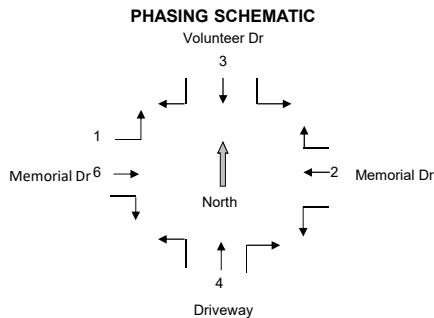 PHASING SCHEMATIC
Volunteer Dr
3
1
Memorial Dr 6
2 Memorial Dr
North
4
Driveway